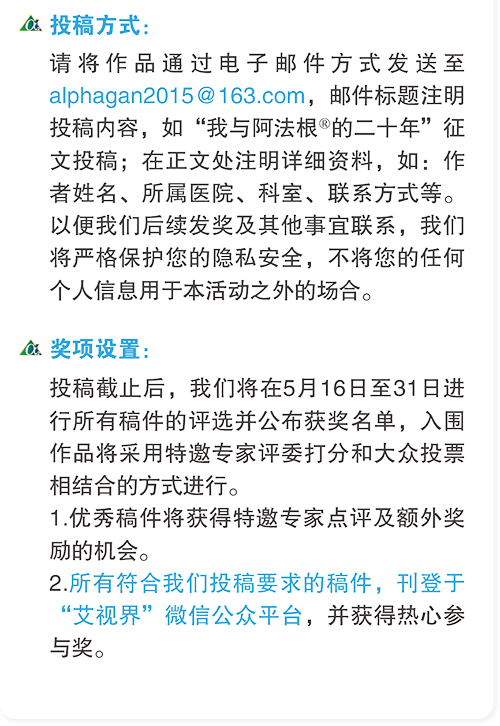 投稿方式：
请将作品通过电子邮件方式发送至
alphagan2015@163.com，邮件标题注明
投稿内容，如“我与阿法根®的二十年”征
文投稿；在正文处注明详细资料，如：作
者姓名、所属医院、科室、联系方式等。
以便我们后续发奖及其他事宜联系，我们
将严格保护您的隐私安全，不将您的任何
个人信息用于本活动之外的场合。
奖项设置：
投稿截止后，我们将在5月16日至31日进
行所有稿件的评选并公布获奖名单，入围
作品将采用特邀专家评委打分和大众投票
相结合的方式进行。
1.优秀稿件将获得特邀专家点评及额外奖
励的机会。
2.所有符合我们投稿要求的稿件，刊登于
“艾视界”微信公众平台，并获得热心参
与奖。